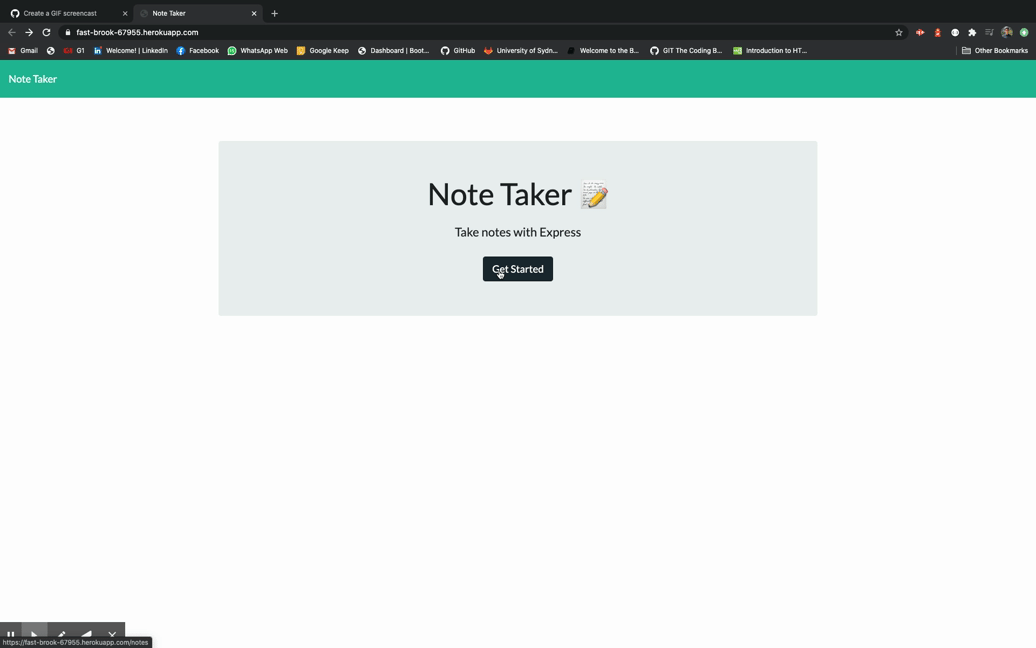 Create a GIF screencast
Note Taker
fast-brook-67955.herokuapp.com
Gmail
G1
Welcome! | LinkedIn
Facebook
WhatsApp Web
Google Keep
Dashboard | Boot...
GitHub
University of Sydn...
Welcome to the B...
GIT The Coding B...
Introduction to HT...
Other Bookmarks
Note Taker
Note Taker
Take notes with Express
Get Started
https://fast-brook-67955.herokuapp.com/notes